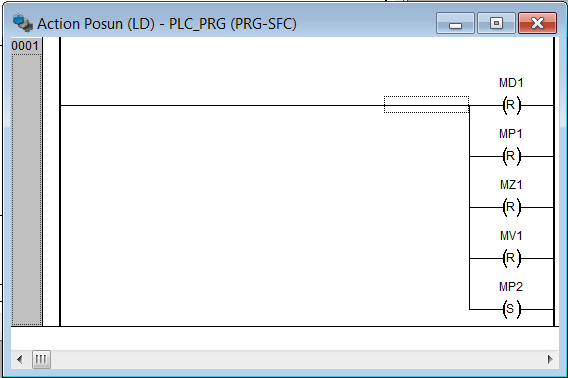 Action Posun (LD) - PLC_PRG (PRG-SFC)
0001
MD1
(R)
MP1
(R)
MZ1
(R)
MV1
(R)
MP2
(S)